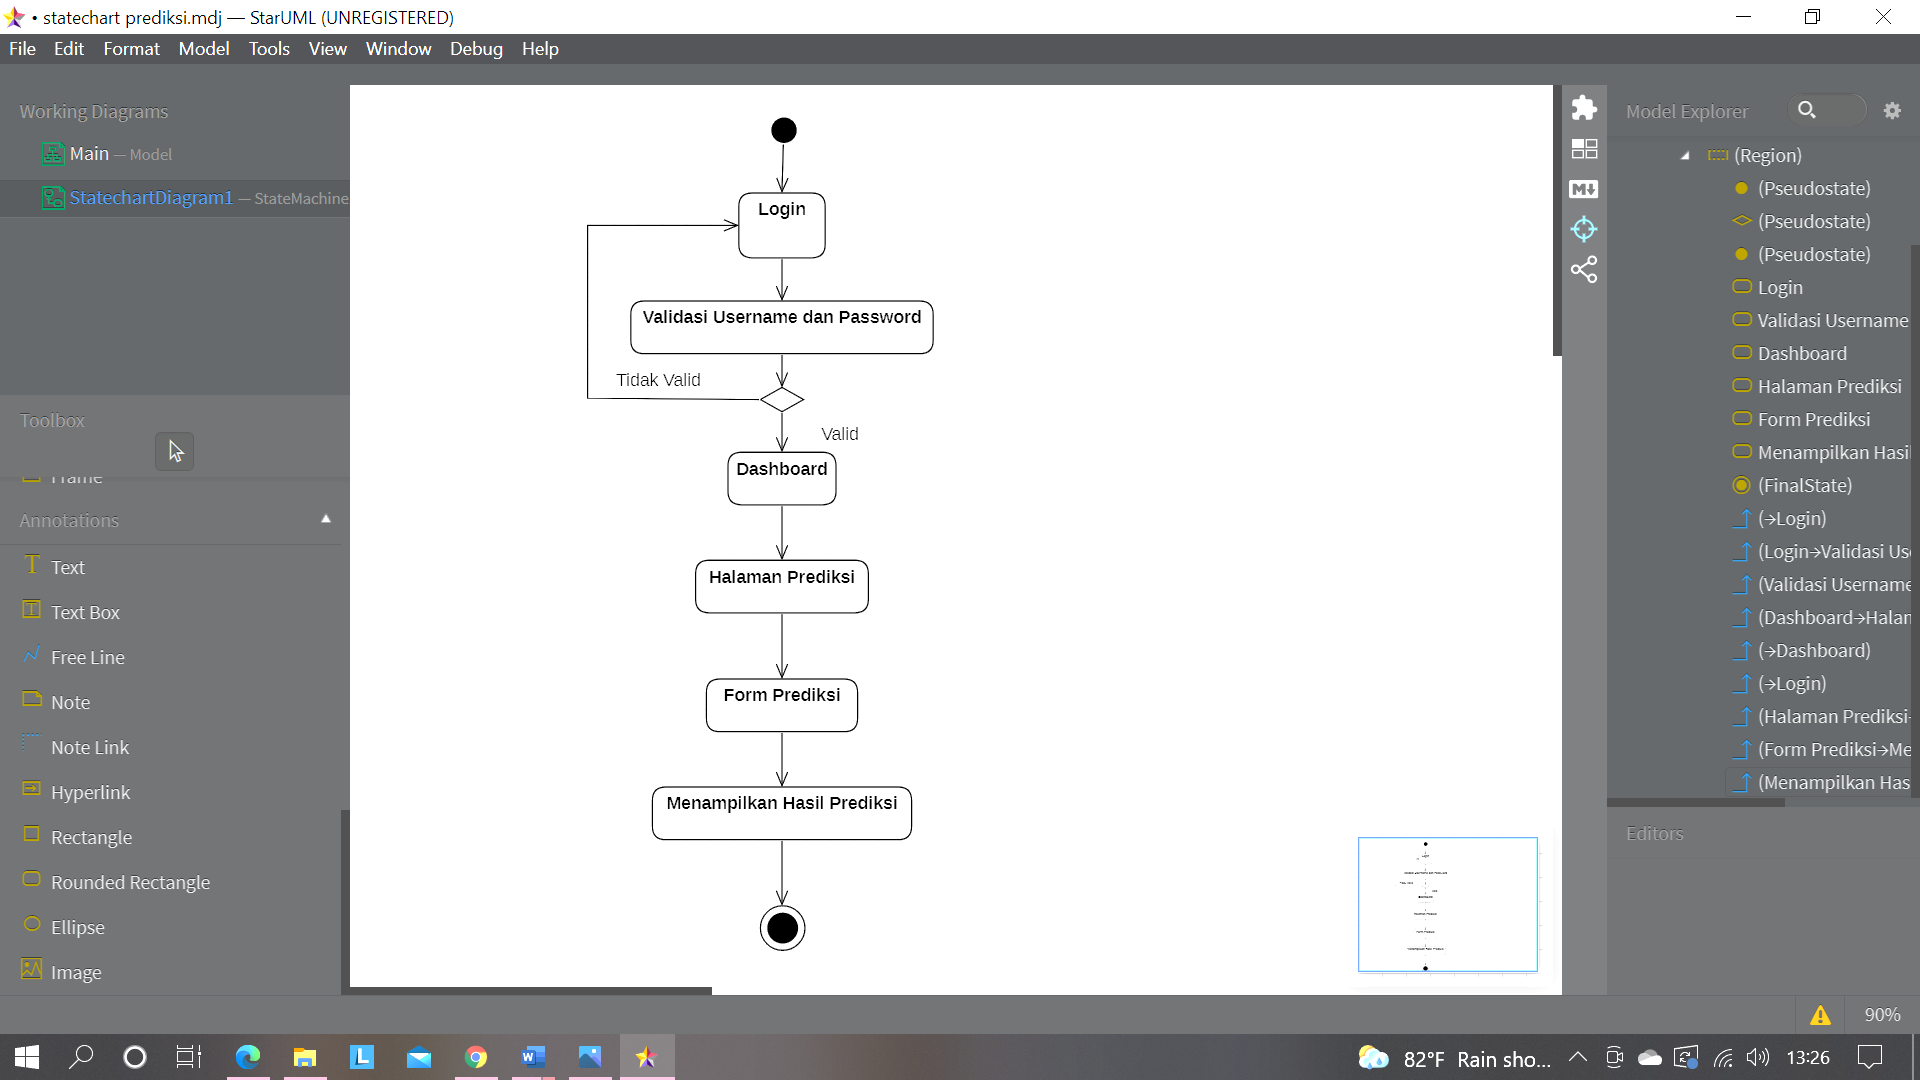 • statechart prediksi.mdj — StarUML (UNREGISTERED)
File Edit Format Model Tools View Window Debug Help
Working Diagrams
Main — Model
StatechartDiagram1 — StateMachine
Toolbox
Frame
Annotations
Text
Text Box
Free Line
Note
Note Link
Hyperlink
Rectangle
Rounded Rectangle
Ellipse
Image
Login
Validasi Username dan Password
Tidak Valid
Valid
Dashboard
Halaman Prediksi
Form Prediksi
Menampilkan Hasil Prediksi
Model Explorer
(Region)
(Pseudostate)
(Pseudostate)
(Pseudostate)
Login
Validasi Username
Dashboard
Halaman Prediksi
Form Prediksi
Menampilkan Hasil
(FinalState)
(→Login)
(Login→Validasi Us
(Validasi Username
(Dashboard→Halan
(→Dashboard)
(→Login)
(Halaman Prediksi
(Form Prediksi→Me
(Menampilkan Has
Editors
90%
82°F Rain sho...
13:26